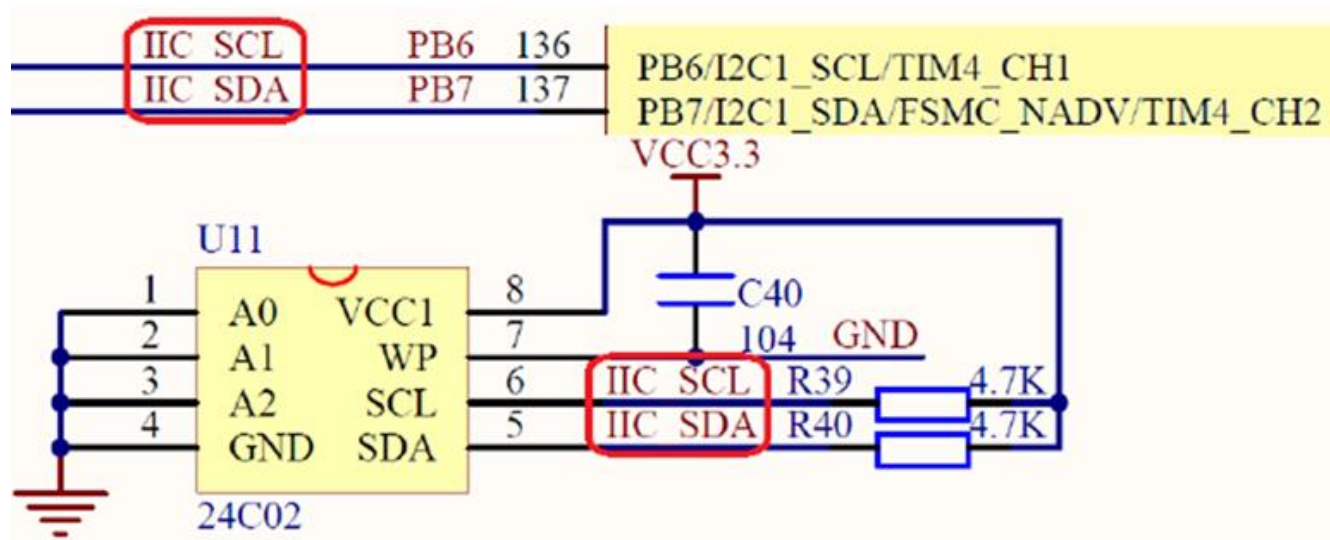 IIC SCL PB6 136
PB6/I2C1_SCL/TIM4_CH1
IIC SDA PB7 137
PB7/I2C1_SDA/FSMC_NADV/TIM4_CH2
VCC3.3
U11
1 A0 VCC1 8
C40
2 A1 WP 7
104 GND
3 A2 SCL 6 IIC SCL R39 4.7K
4 GND SDA 5 IIC SDA R40 4.7K
24C02